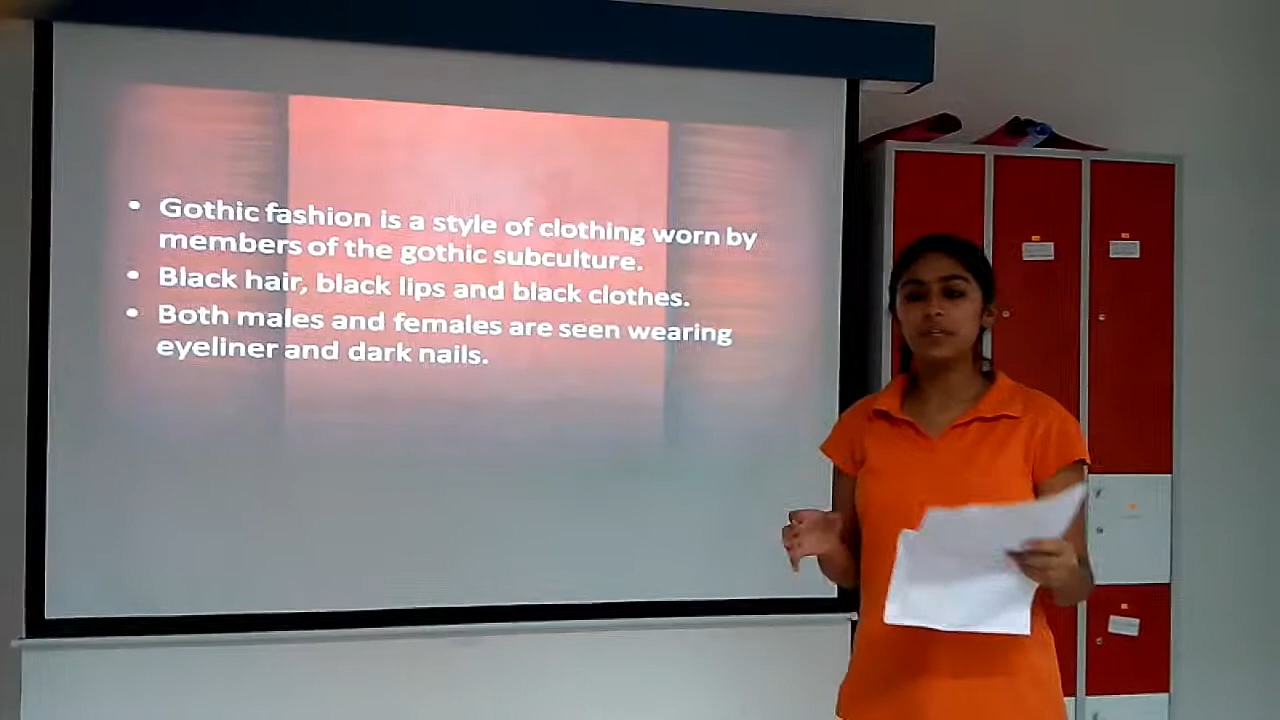 • Gothic fashion is a style of clothing worn by
members of the gothic subculture.
• Black hair, black lips and black clothes.
• Both males and females are seen wearing
eyeliner and dark nails.